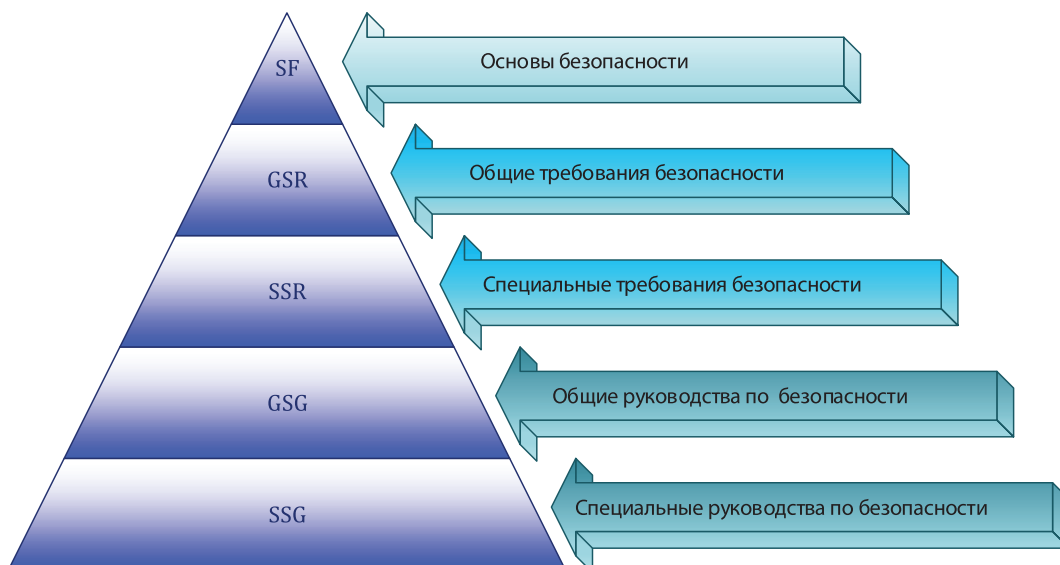 SF
Основы безопасности
GSR
Общие требования безопасности
SSR
Специальные требования безопасности
GSG
Общие руководства по  безопасности
SSG
Специальные руководства по безопасности